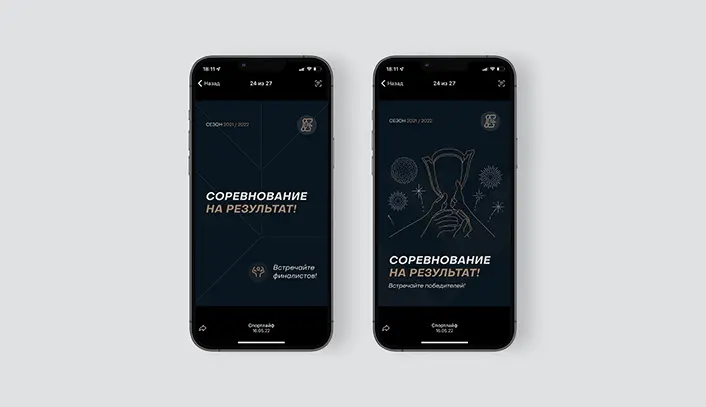 18:11
Назад
24 из 27
СЕЗОН 2021 / 2022
СОРЕВНОВАНИЕ
НА РЕЗУЛЬТАТ!
Встречайте
финалистов!
Спортлайф
16.05.22
18:11
Назад
24 из 27
СЕЗОН 2021 / 2022
СОРЕВНОВАНИЕ
НА РЕЗУЛЬТАТ!
Встречайте победителей!
Спортлайф
16.05.22